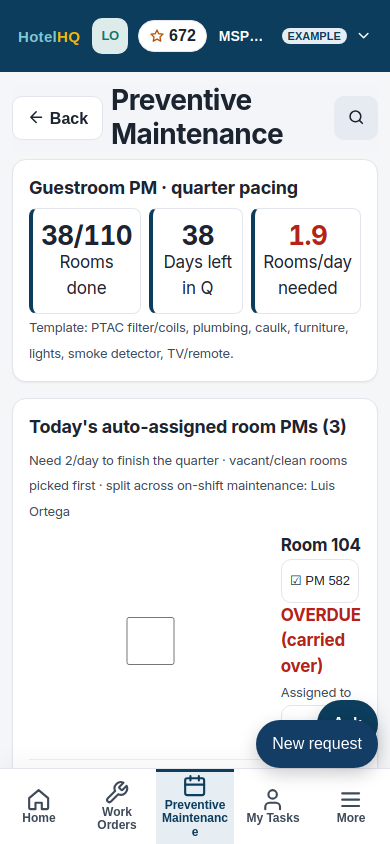 HotelHQ LO 672 MSP… EXAMPLE
Back
Preventive
Maintenance
Guestroom PM · quarter pacing
38/110
Rooms
done
38
Days left
in Q
1.9
Rooms/day
needed
Template: PTAC filter/coils, plumbing, caulk, furniture,
lights, smoke detector, TV/remote.
Today's auto-assigned room PMs (3)
Need 2/day to finish the quarter · vacant/clean rooms
picked first · split across on-shift maintenance: Luis
Ortega
Room 104
☑ PM 582
OVERDUE
(carried
over)
Assigned to
New request
Home
Work
Orders
Preventive
Maintenanc
e
My Tasks
More